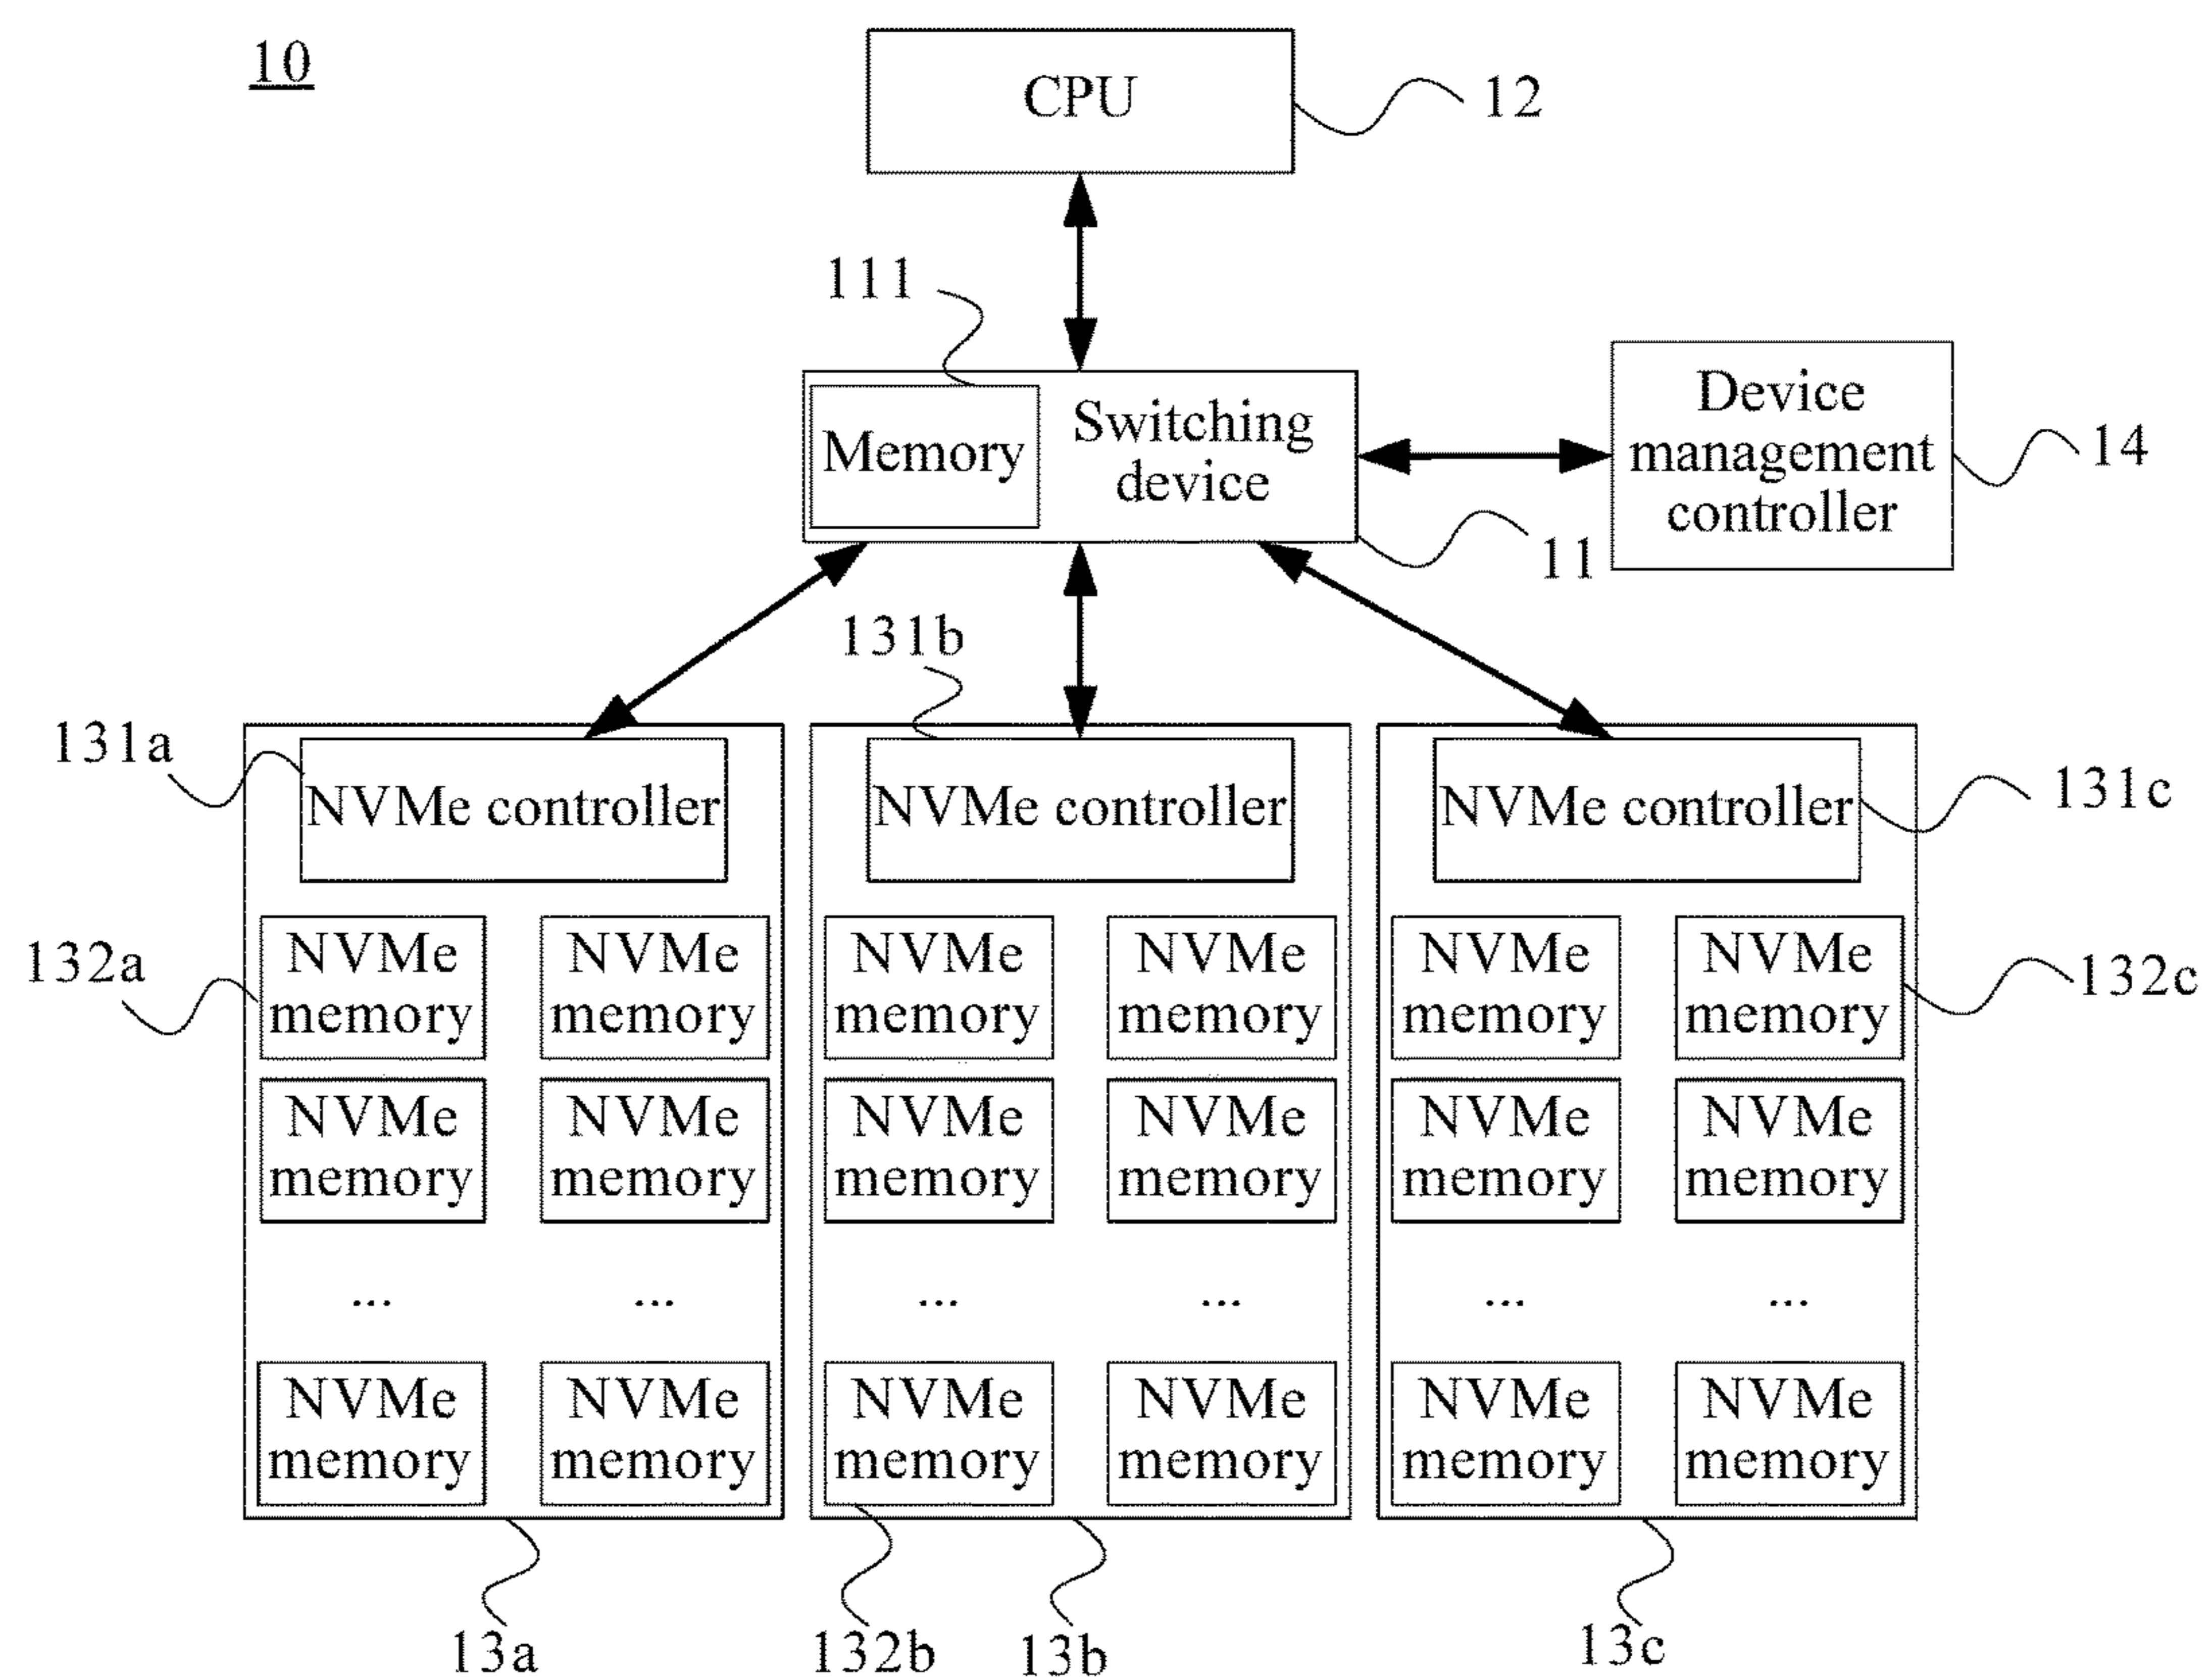 10
CPU
12
111
Memory
Switching
device
Device
management
controller
14
11
131b
131a
NVMe controller
NVMe controller
NVMe controller
131c
132a
NVMe
memory
NVMe
memory
NVMe
memory
NVMe
memory
NVMe
memory
NVMe
memory
132c
NVMe
memory
NVMe
memory
NVMe
memory
NVMe
memory
NVMe
memory
NVMe
memory
...
...
...
...
...
...
NVMe
memory
NVMe
memory
NVMe
memory
NVMe
memory
NVMe
memory
NVMe
memory
13a
132b
13b
13c